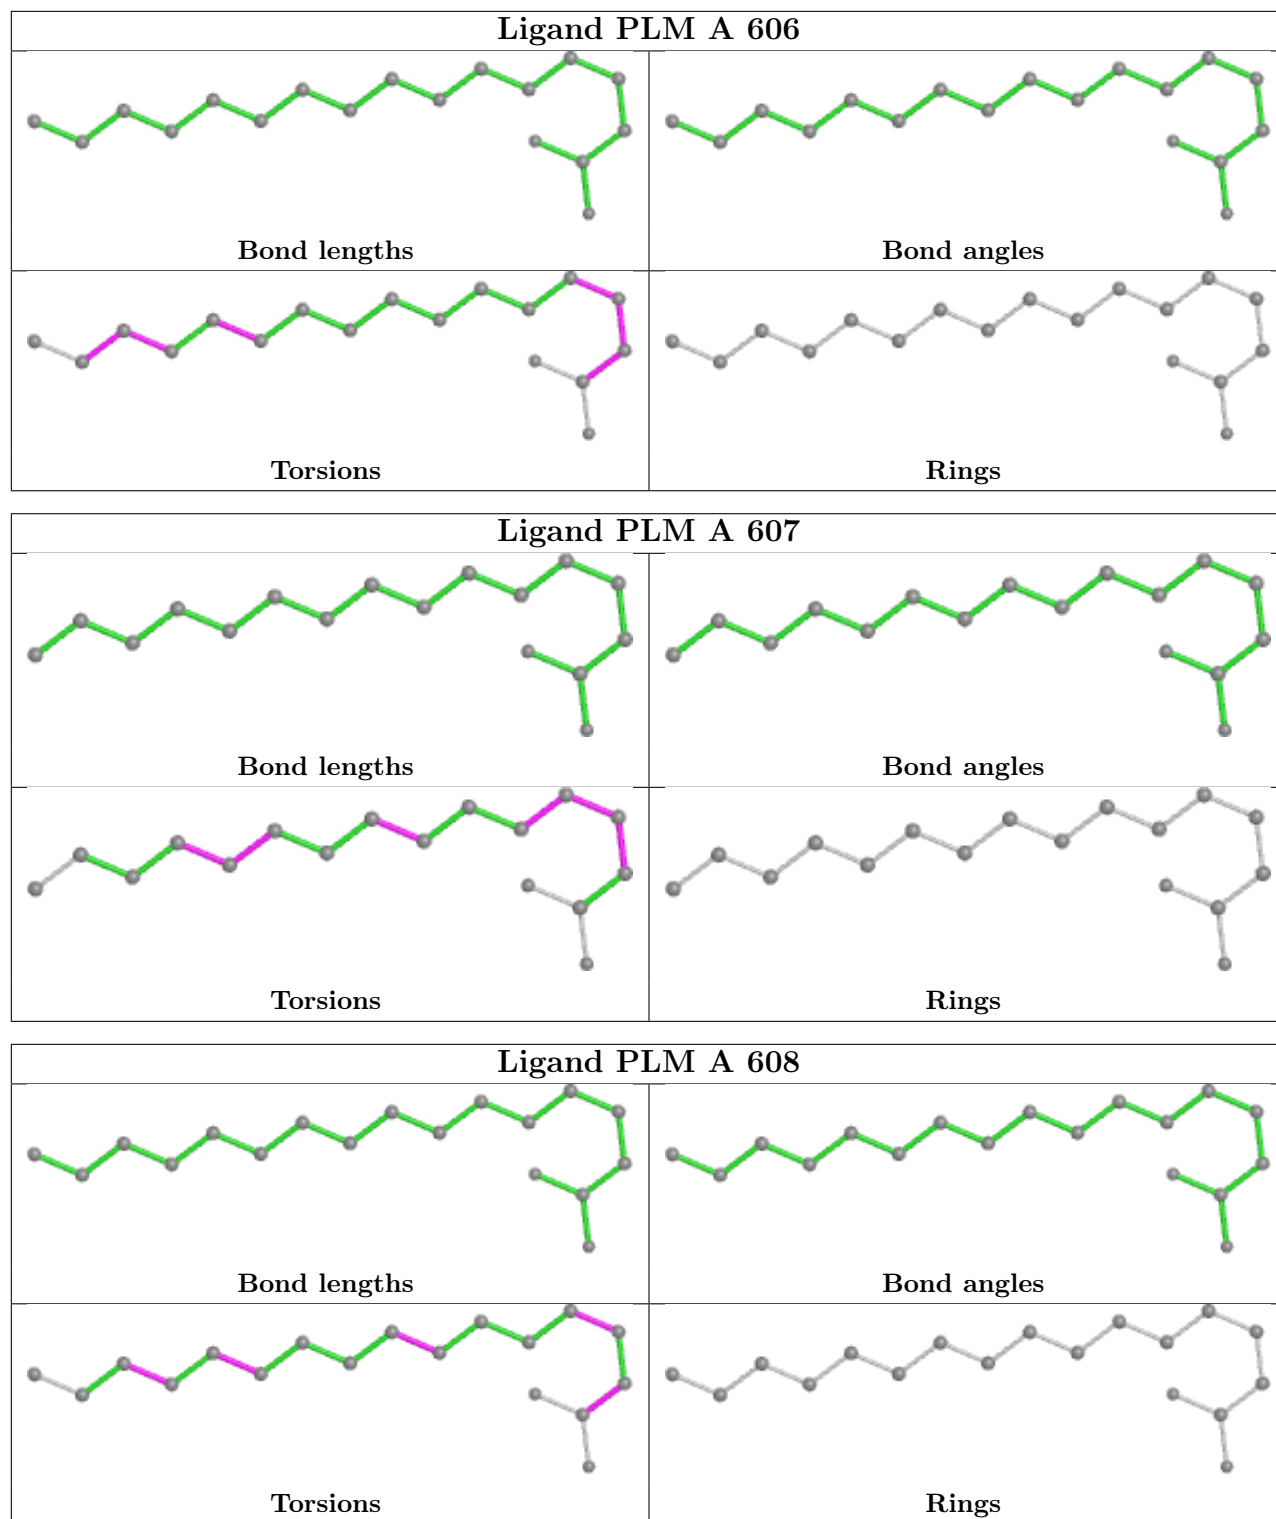 Ligand PLM A 606
Bond lengths
Bond angles
Torsions
Rings
Ligand PLM A 607
Bond lengths
Bond angles
Torsions
Rings
Ligand PLM A 608
Bond lengths
Bond angles
Torsions
Rings